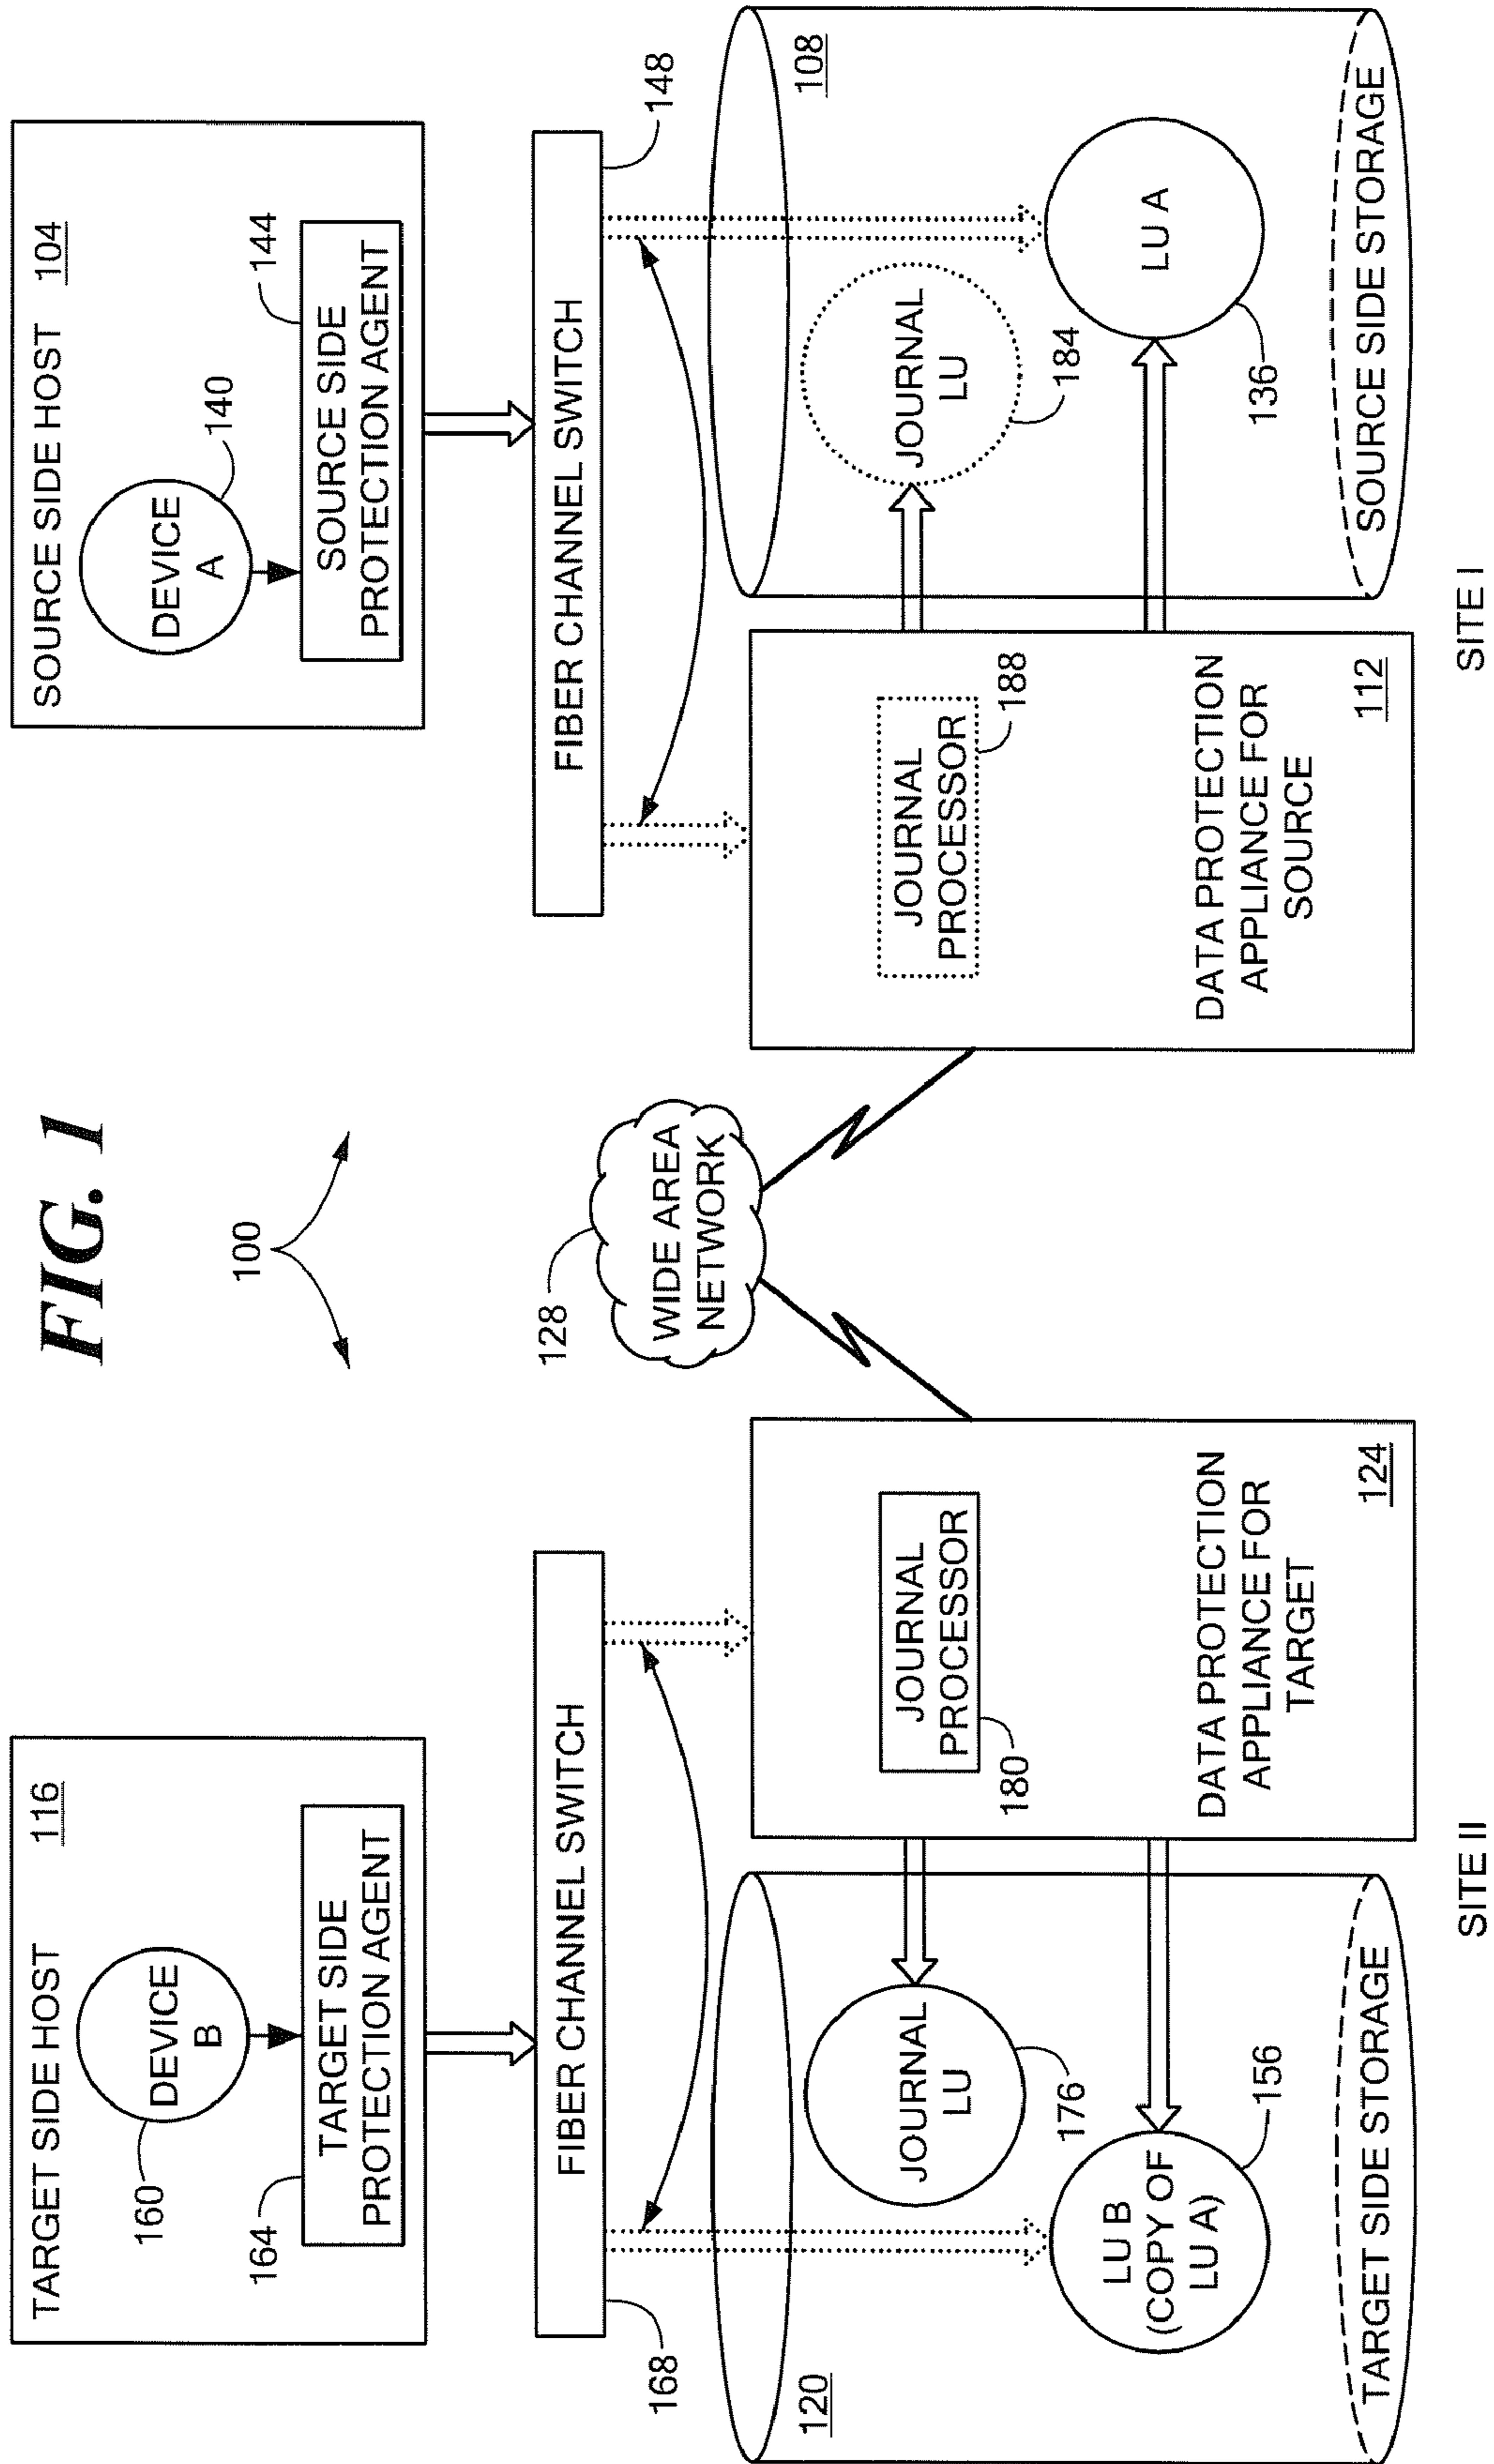 FIG. 1
100
TARGET SIDE HOST 116
DEVICE
B
160
TARGET SIDE
PROTECTION AGENT
164
FIBER CHANNEL SWITCH
168
120
JOURNAL
LU
176
LU B
(COPY OF
LU A)
156
TARGET SIDE STORAGE
JOURNAL
PROCESSOR
180
DATA PROTECTION
APPLIANCE FOR
TARGET
124
SITE II
128
WIDE AREA
NETWORK
SOURCE SIDE HOST 104
DEVICE
A
140
SOURCE SIDE
PROTECTION AGENT
144
FIBER CHANNEL SWITCH
148
JOURNAL
PROCESSOR
188
DATA PROTECTION
APPLIANCE FOR
SOURCE
112
108
JOURNAL
LU
184
LU A
136
SOURCE SIDE STORAGE
SITE I